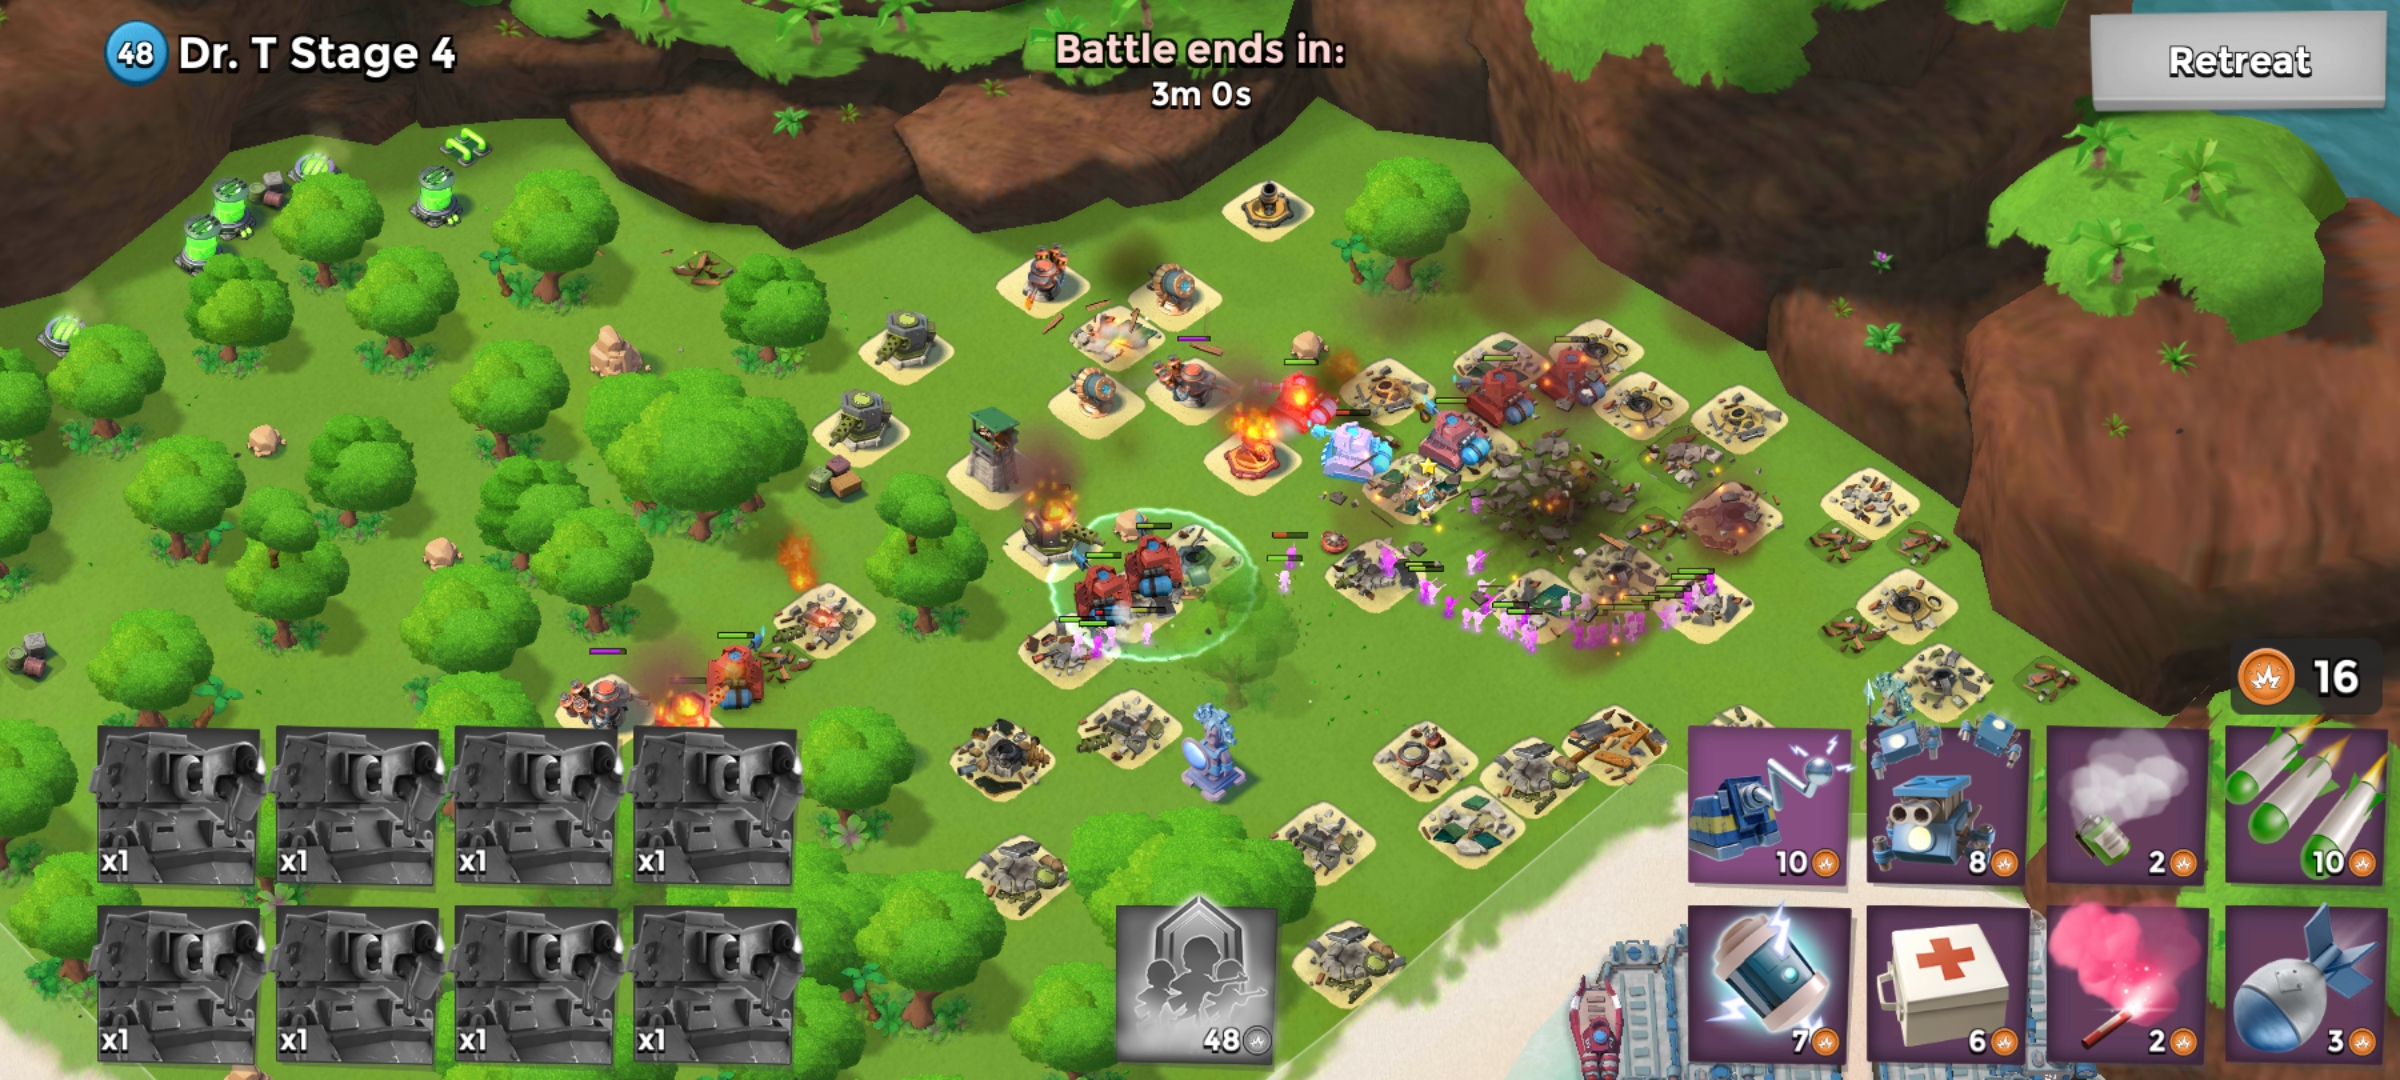 48 Dr. T Stage 4
Battle ends in:
3m 0s
Retreat
16
x1 x1 x1 x1
10 8 2 10
x1 x1 x1 x1
48
7 6 2 3